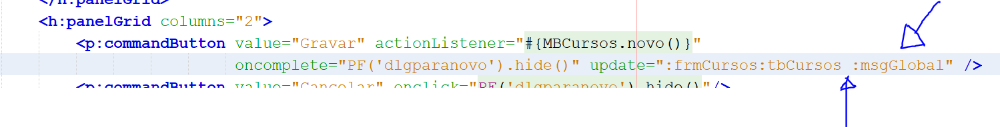 </h:panelGrid>
<h:panelGrid columns="2">
<p:commandButton value="Gravar" actionListener="#{MBCursos.novo()}"
oncomplete="PF('dlgparanovo').hide()" update=":frmCursos:tbCursos :msgGlobal" />
<p:commandButton value="Cancelar" onclick="PF('dlgparanovo').hide()"/>